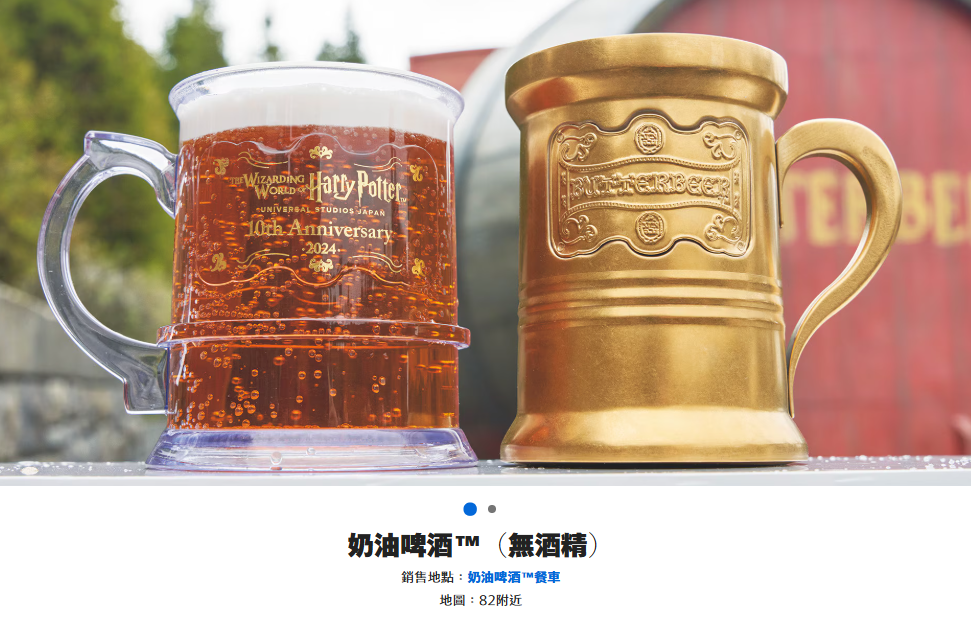 THE WIZARDING
WORLD OF Harry Potter™
UNIVERSAL STUDIOS JAPAN
10th Anniversary
2024
BUTTERBEER
TERBEE
奶油啤酒™（無酒精）
銷售地點：奶油啤酒™餐車
地圖：82附近